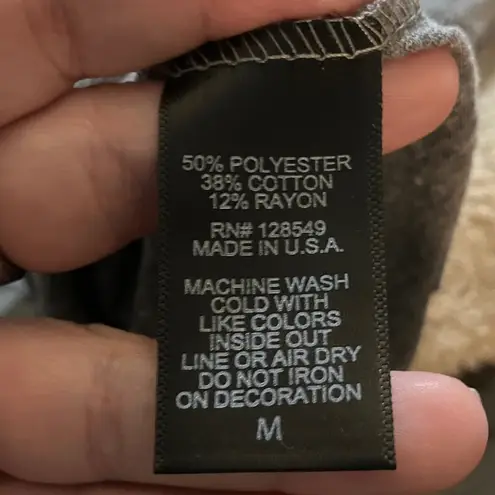 50% POLYESTER
38% COTTON
12% RAYON
RN# 128549
MADE IN U.S.A.
MACHINE WASH
COLD WITH
LIKE COLORS
INSIDE OUT
LINE OR AIR DRY
DO NOT IRON
ON DECORATION
M